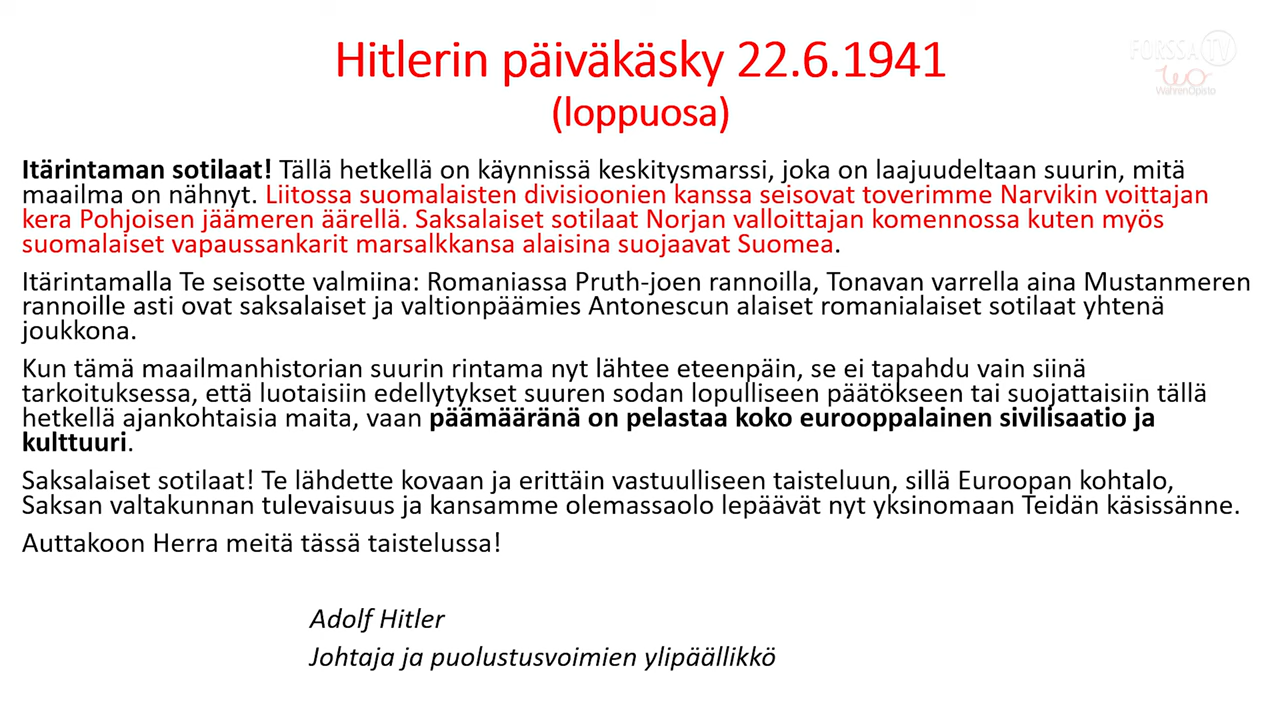 Hitlerin päiväkäsky 22.6.1941
(loppuosa)
FORSSA TV
WahrenOpisto
Itärintaman sotilaat! Tällä hetkellä on käynnissä keskitysmarssi, joka on laajuudeltaan suurin, mitä
maailma on nähnyt. Liitossa suomalaisten divisioonien kanssa seisovat toverimme Narvikin voittajan
kera Pohjoisen jäämeren äärellä. Saksalaiset sotilaat Norjan valloittajan komennossa kuten myös
suomalaiset vapaussankarit marsalkkansa alaisina suojaavat Suomea.
Itärintamalla Te seisotte valmiina: Romaniassa Pruth-joen rannoilla, Tonavan varrella aina Mustanmeren
rannoille asti ovat saksalaiset ja valtionpäämies Antonescun alaiset romanialaiset sotilaat yhtenä
joukkona.
Kun tämä maailmanhistorian suurin rintama nyt lähtee eteenpäin, se ei tapahdu vain siinä
tarkoituksessa, että luotaisiin edellytykset suuren sodan lopulliseen päätökseen tai suojattaisiin tällä
hetkellä ajankohtaisia maita, vaan päämääränä on pelastaa koko eurooppalainen sivilisaatio ja
kulttuuri.
Saksalaiset sotilaat! Te lähdette kovaan ja erittäin vastuulliseen taisteluun, sillä Euroopan kohtalo,
Saksan valtakunnan tulevaisuus ja kansamme olemassaolo lepäävät nyt yksinomaan Teidän käsissänne.
Auttakoon Herra meitä tässä taistelussa!
Adolf Hitler
Johtaja ja puolustusvoimien ylipäällikkö